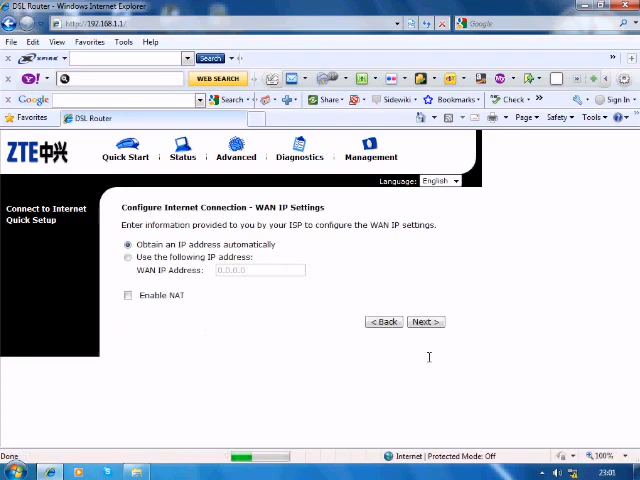 DSL Router - Windows Internet Explorer
http://192.168.1.1/
Google
File Edit View Favorites Tools Help
Search
WEB SEARCH
Google Search Share Sidewiki Bookmarks Check Sign In
Favorites DSL Router Page Safety Tools
ZTE中兴
Quick Start Status Advanced Diagnostics Management
Language: English
Connect to Internet
Quick Setup
Configure Internet Connection - WAN IP Settings
Enter information provided to you by your ISP to configure the WAN IP settings.
Obtain an IP address automatically
Use the following IP address:
WAN IP Address: 0.0.0.0
Enable NAT
< Back Next >
Done Internet | Protected Mode: Off 100%
23:01